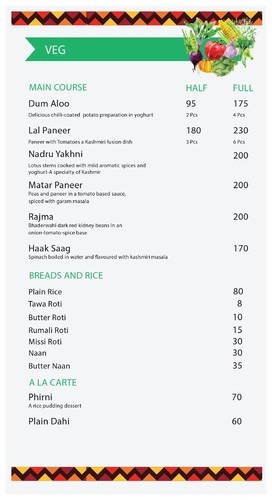 VEG
MAIN COURSE HALF FULL
Dum Aloo 95 175
Delicious chilli-coated potato preparation in yoghurt 2 Pcs 4 Pcs
Lal Paneer 180 230
Paneer with Tomatoes a Kashmiri fusion dish 3 Pcs 6 Pcs
Nadru Yakhni 200
Lotus stems cooked with mild aromatic spices and
yoghurt-A specialty of Kashmir
Matar Paneer 200
Peas and paneer in a tomato based sauce,
spiced with garam masala
Rajma 200
Bhaderwahi dark red kidney beans in an
onion-tomato-spice base
Haak Saag 170
Spinach boiled in water and flavoured with kashmiri masala
BREADS AND RICE
Plain Rice 80
Tawa Roti 8
Butter Roti 10
Rumali Roti 15
Missi Roti 30
Naan 30
Butter Naan 35
A LA CARTE
Phirni 70
A rice pudding dessert
Plain Dahi 60